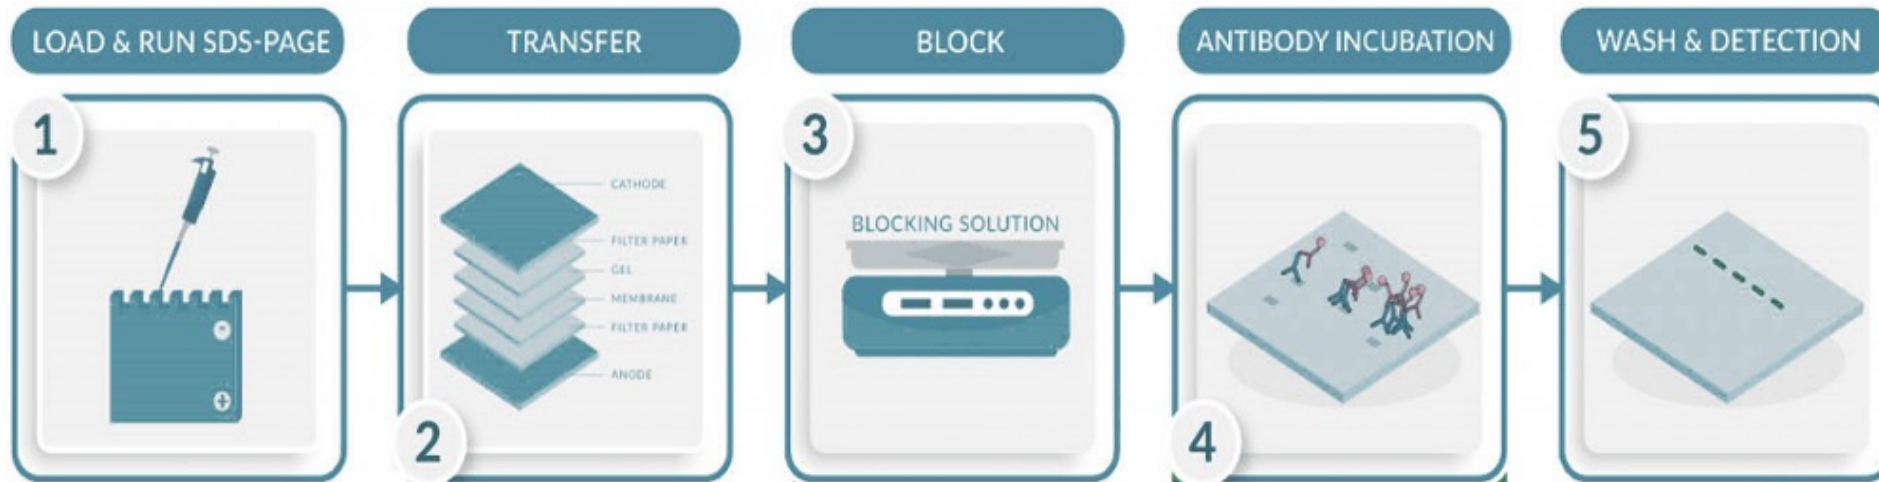 LOAD & RUN SDS-PAGE
TRANSFER
BLOCK
ANTIBODY INCUBATION
WASH & DETECTION
1
-
+
2
CATHODE
FILTER PAPER
GEL
MEMBRANE
FILTER PAPER
ANODE
3
BLOCKING SOLUTION
4
5